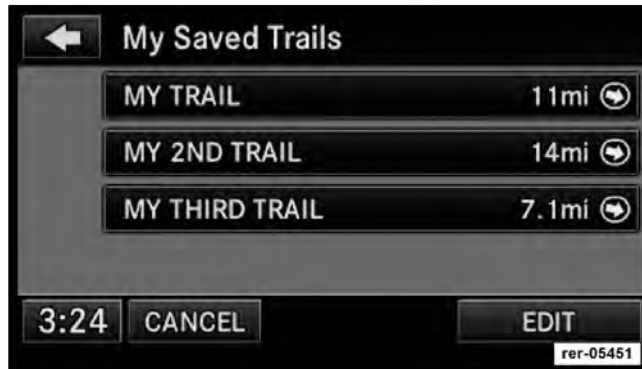 My Saved Trails
MY TRAIL 11mi
MY 2ND TRAIL 14mi
MY THIRD TRAIL 7.1mi
3:24 CANCEL EDIT
rer-05451